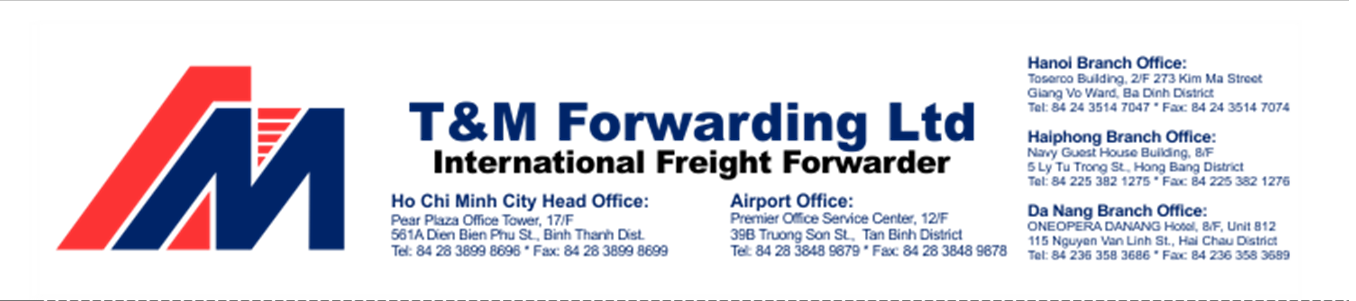 T&M Forwarding Ltd
International Freight Forwarder
Ho Chi Minh City Head Office:
Pear Plaza Office Tower, 17/F
561A Dien Bien Phu St., Binh Thanh Dist.
Tel: 84 28 3899 8696 * Fax: 84 28 3899 8699
Airport Office:
Premier Office Service Center, 12/F
39B Truong Son St., Tan Binh District
Tel: 84 28 3848 9879 * Fax: 84 28 3848 9878
Hanoi Branch Office:
Toserco Building, 2/F 273 Kim Ma Street
Giang Vo Ward, Ba Dinh District
Tel: 84 24 3514 7047 * Fax: 84 24 3514 7074
Haiphong Branch Office:
Navy Guest House Building, 8/F
5 Ly Tu Trong St., Hong Bang District
Tel: 84 225 382 1275 * Fax: 84 225 382 1276
Da Nang Branch Office:
ONEOPERA DANANG Hotel, 8/F, Unit 812
115 Nguyen Van Linh St., Hai Chau District
Tel: 84 236 358 3686 * Fax: 84 236 358 3689